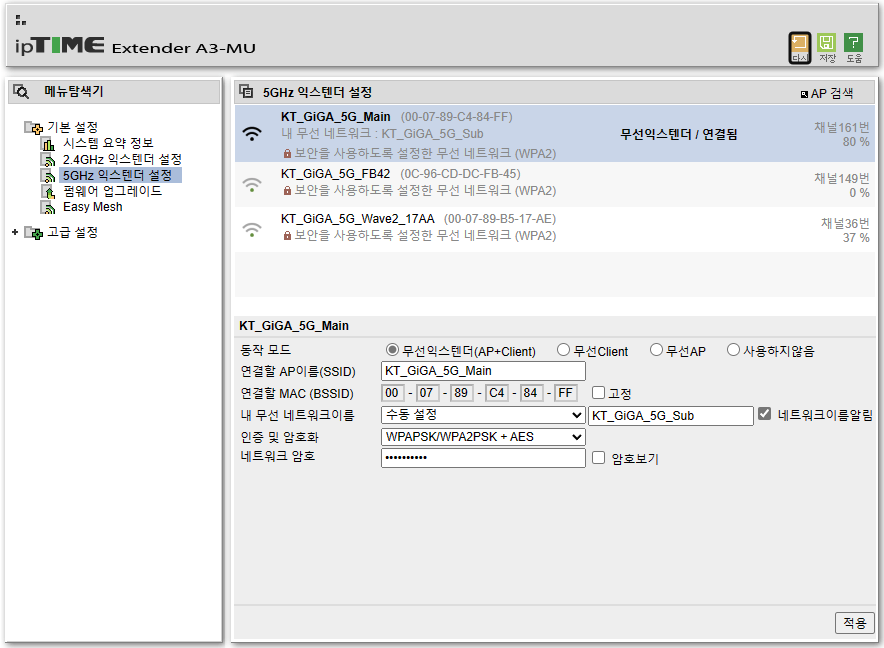 ipTIME Extender A3-MU
다시 저장 도움
메뉴탐색기
기본 설정
시스템 요약 정보
2.4GHz 익스텐더 설정
5GHz 익스텐더 설정
펌웨어 업그레이드
Easy Mesh
고급 설정
5GHz 익스텐더 설정 AP 검색
KT_GiGA_5G_Main (00-07-89-C4-84-FF)
내 무선 네트워크 : KT_GiGA_5G_Sub
보안을 사용하도록 설정한 무선 네트워크 (WPA2)
무선익스텐더 / 연결됨
채널161번
80 %
KT_GiGA_5G_FB42 (0C-96-CD-DC-FB-45)
보안을 사용하도록 설정한 무선 네트워크 (WPA2)
채널149번
0 %
KT_GiGA_5G_Wave2_17AA (00-07-89-B5-17-AE)
보안을 사용하도록 설정한 무선 네트워크 (WPA2)
채널36번
37 %
KT_GiGA_5G_Main
동작 모드 무선익스텐더(AP+Client) 무선Client 무선AP 사용하지않음
연결할 AP이름(SSID) KT_GiGA_5G_Main
연결할 MAC (BSSID) 00 - 07 - 89 - C4 - 84 - FF 고정
내 무선 네트워크이름 수동 설정 KT_GiGA_5G_Sub 네트워크이름알림
인증 및 암호화 WPAPSK/WPA2PSK + AES
네트워크 암호 •••••••••• 암호보기
적용